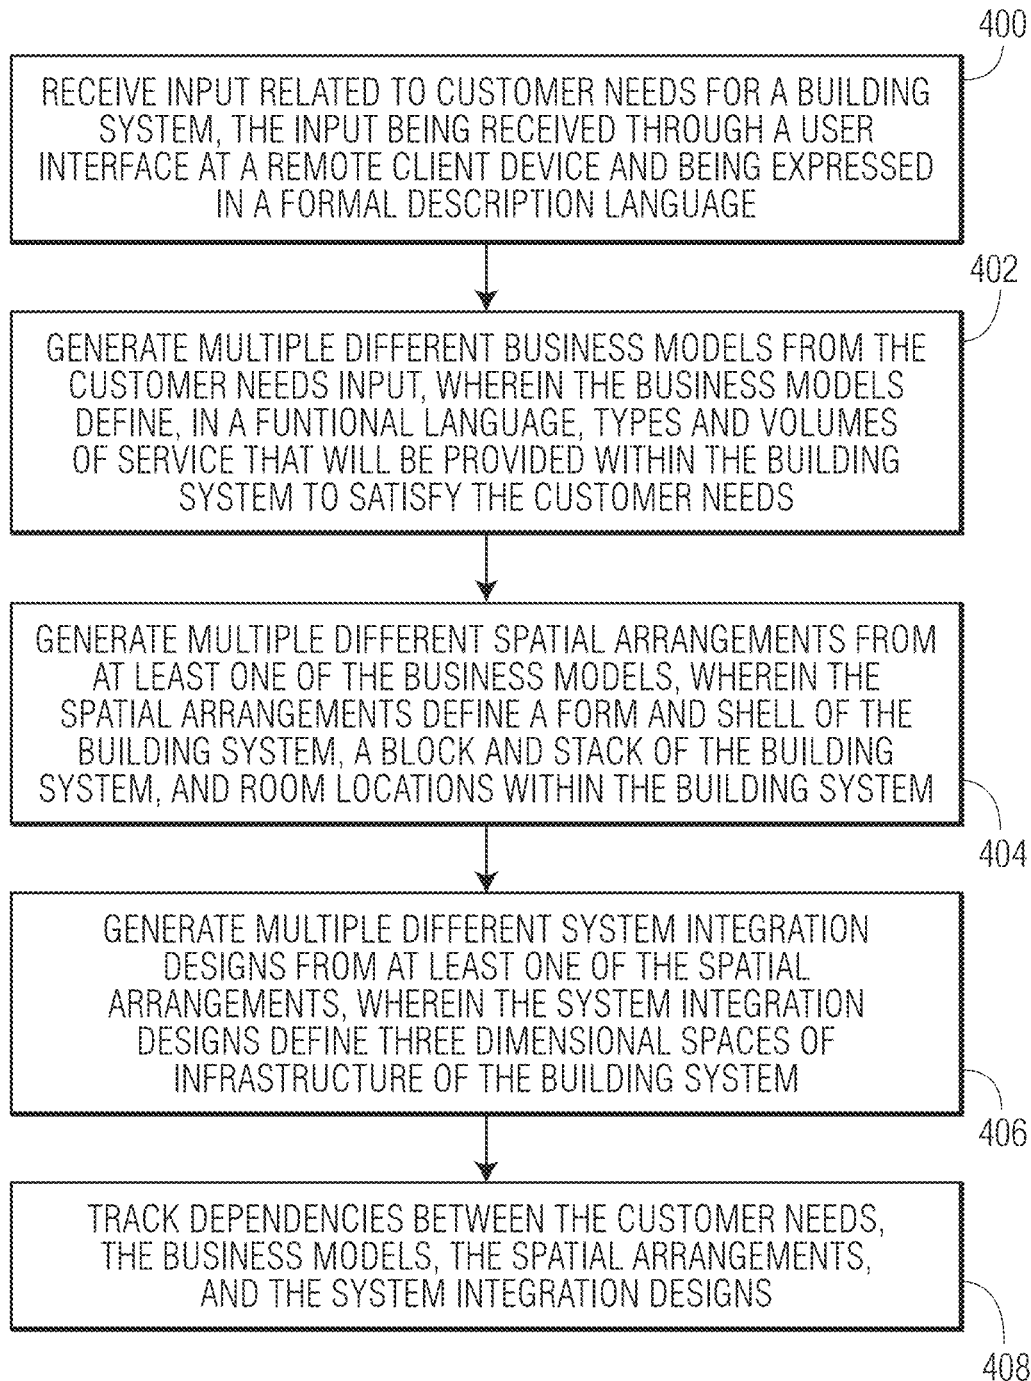 400
RECEIVE INPUT RELATED TO CUSTOMER NEEDS FOR A BUILDING
SYSTEM, THE INPUT BEING RECEIVED THROUGH A USER
INTERFACE AT A REMOTE CLIENT DEVICE AND BEING EXPRESSED
IN A FORMAL DESCRIPTION LANGUAGE
402
GENERATE MULTIPLE DIFFERENT BUSINESS MODELS FROM THE
CUSTOMER NEEDS INPUT, WHEREIN THE BUSINESS MODELS
DEFINE, IN A FUNTIONAL LANGUAGE, TYPES AND VOLUMES
OF SERVICE THAT WILL BE PROVIDED WITHIN THE BUILDING
SYSTEM TO SATISFY THE CUSTOMER NEEDS
GENERATE MULTIPLE DIFFERENT SPATIAL ARRANGEMENTS FROM
AT LEAST ONE OF THE BUSINESS MODELS, WHEREIN THE
SPATIAL ARRANGEMENTS DEFINE A FORM AND SHELL OF THE
BUILDING SYSTEM, A BLOCK AND STACK OF THE BUILDING
SYSTEM, AND ROOM LOCATIONS WITHIN THE BUILDING SYSTEM
404
GENERATE MULTIPLE DIFFERENT SYSTEM INTEGRATION
DESIGNS FROM AT LEAST ONE OF THE SPATIAL
ARRANGEMENTS, WHEREIN THE SYSTEM INTEGRATION
DESIGNS DEFINE THREE DIMENSIONAL SPACES OF
INFRASTRUCTURE OF THE BUILDING SYSTEM
406
TRACK DEPENDENCIES BETWEEN THE CUSTOMER NEEDS,
THE BUSINESS MODELS, THE SPATIAL ARRANGEMENTS,
AND THE SYSTEM INTEGRATION DESIGNS
408